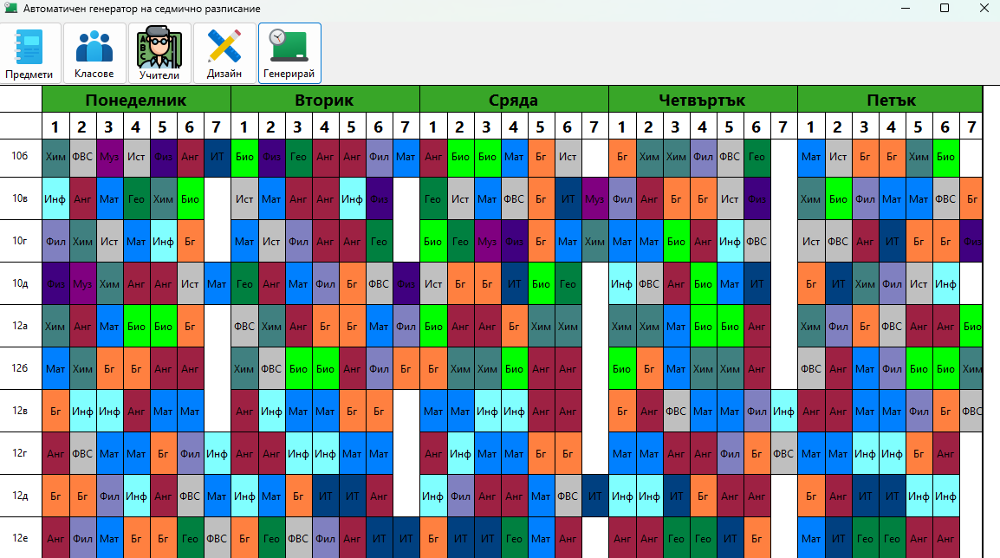 Автоматичен генератор на седмично разписание
Предмети Класове Учители Дизайн Генерирай
Понеделник Вторик Сряда Четвъртък Петък
1 2 3 4 5 6 7 1 2 3 4 5 6 7 1 2 3 4 5 6 7 1 2 3 4 5 6 7 1 2 3 4 5 6 7
10б Хим ФВС Муз Ист Физ Анг ИТ Био Физ Гео Анг Анг Фил Мат Анг Био Био Мат Бг Ист Бг Хим Хим Фил ФВС Гео Мат Ист Бг Бг Хим Био
10в Инф Анг Мат Гео Хим Био Ист Мат Анг Анг Инф Физ Гео Ист Мат ФВС Бг ИТ Муз Фил Анг Бг Бг Ист Физ Хим Био Фил Мат Мат ФВС Бг
10г Фил Хим Ист Мат Инф Бг Мат Ист Фил Анг Анг Гео Био Гео Муз Физ Бг Мат Хим Мат Мат Био Анг Инф ФВС Ист ФВС Анг ИТ Бг Бг Физ
10д Физ Муз Хим Анг Анг Ист Мат Гео Анг Мат Фил Бг ФВС Физ Ист Бг Бг ИТ Био Гео Инф ФВС Анг Био Мат ИТ Бг ИТ Хим Фил Ист Инф
12а Хим Анг Мат Био Био Бг ФВС Хим Анг Бг Бг Мат Фил Био Анг Анг Бг Хим Хим Хим Хим Мат Био Био Анг Хим Фил Бг ФВС Анг Анг Био
12б Мат Хим Бг Бг Анг Анг Хим ФВС Био Био Анг Фил Бг Бг Хим Хим Био Анг Анг Био Бг Мат Хим Хим Анг ФВС Анг Мат Фил Био Био Хим
12в Бг Инф Инф Анг Мат Мат Анг Инф Мат Мат Бг Бг Мат Мат Инф Инф Анг Анг Бг Анг ФВС Мат Мат Фил Инф Анг Анг Мат Мат Фил Бг ФВС
12г Анг ФВС Мат Мат Бг Фил Инф Анг Анг Инф Инф Мат Мат Анг Инф Мат Мат Бг Бг Мат Мат Анг Анг Фил Бг ФВС Мат Мат Инф Инф Бг Анг
12д Бг Бг Фил Инф Анг ФВС Мат Инф Мат Бг ИТ ИТ Анг Инф Фил Анг Анг Мат ФВС ИТ Инф Инф ИТ Бг Анг Анг Бг Анг ИТ ИТ Инф Инф
12е Анг Фил Мат Бг Бг Гео ФВС Бг Гео ФВС Фил Анг ИТ ИТ Бг ИТ ИТ Гео Мат Анг Анг Анг Гео Гео ИТ Бг Мат ИТ Гео Гео Анг Анг